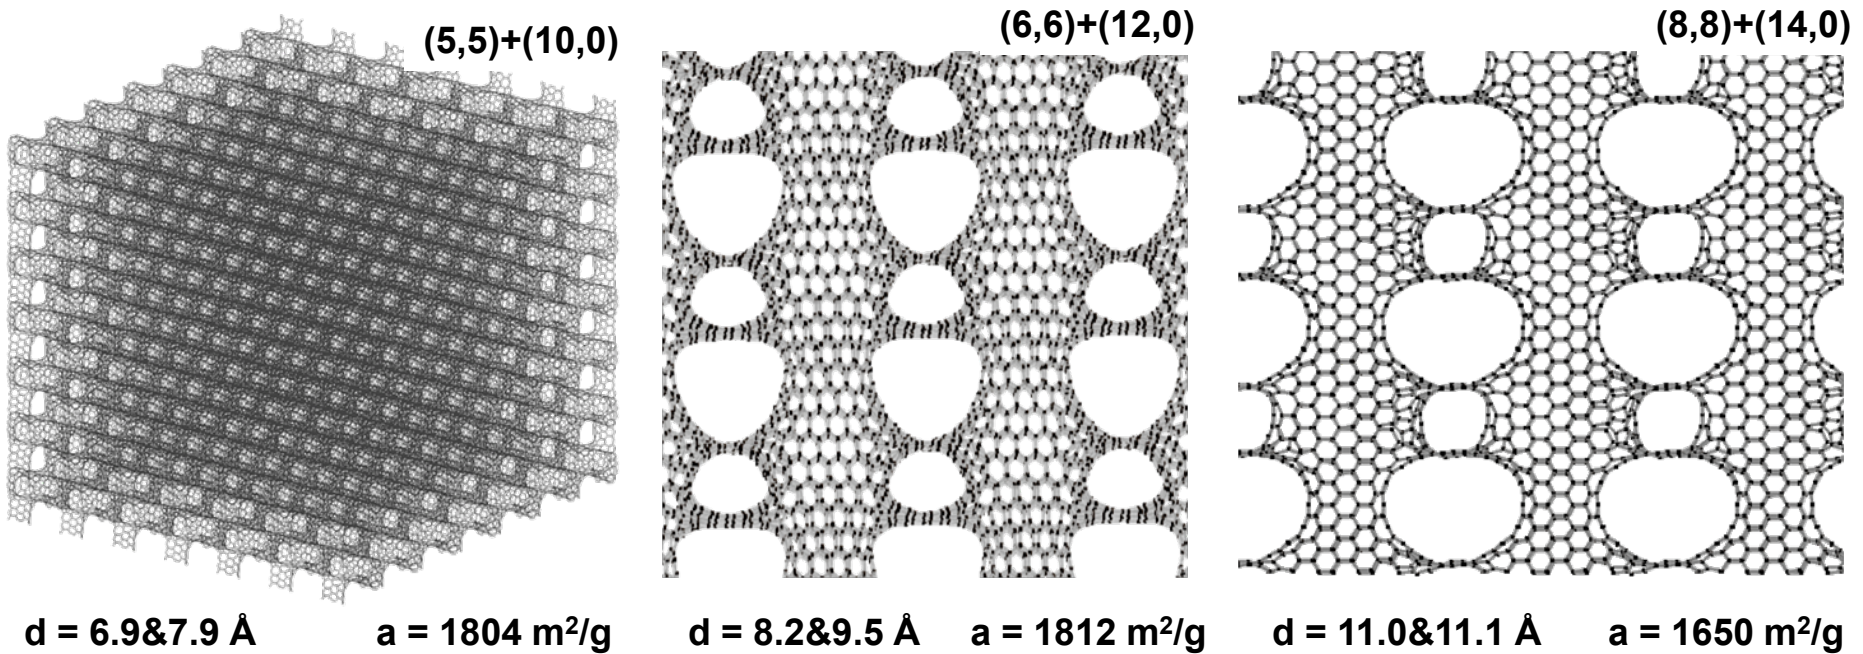 (5,5)+(10,0)
(6,6)+(12,0)
(8,8)+(14,0)
d = 6.9&7.9 Å a = 1804 m²/g
d = 8.2&9.5 Å a = 1812 m²/g
d = 11.0&11.1 Å a = 1650 m²/g